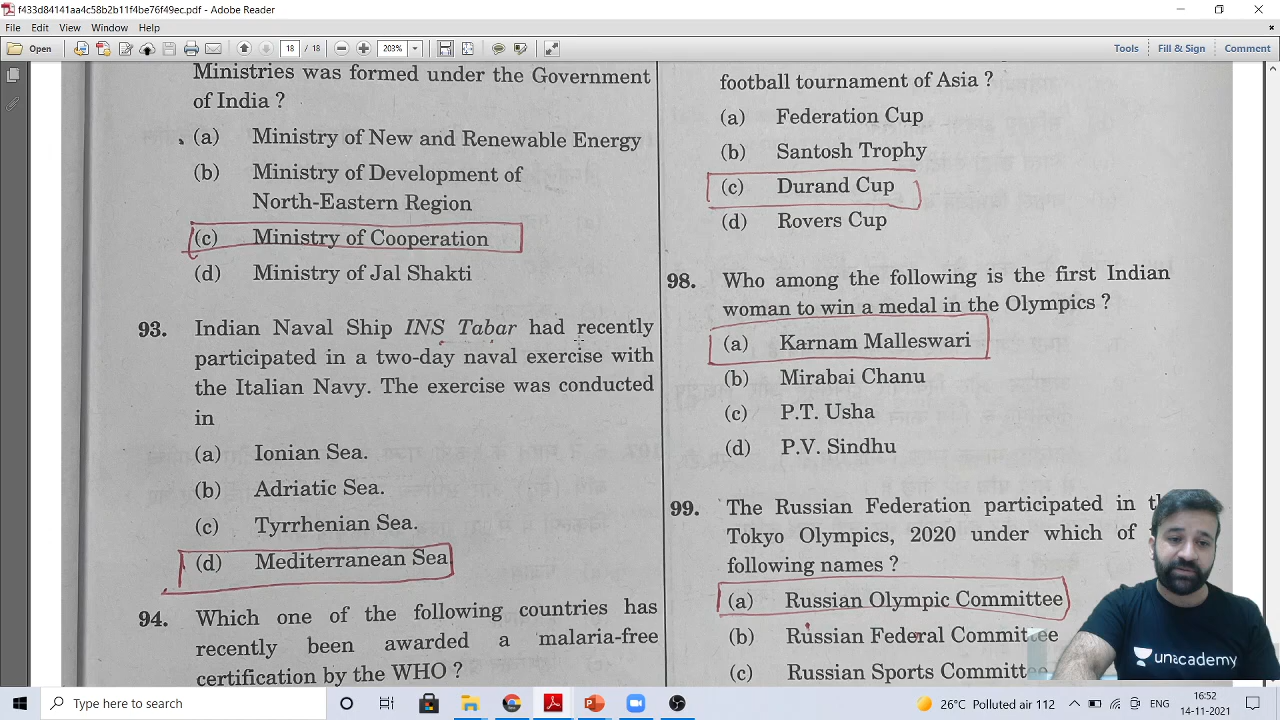 f433d84141aa4c58db4be76f49ec.pdf - Adobe Reader
File Edit View Window Help
Open 18 / 18 203% Tools Fill & Sign Comment
Ministries was formed under the Government
of India ?
(a) Ministry of New and Renewable Energy
(b) Ministry of Development of
North-Eastern Region
(c) Ministry of Cooperation
(d) Ministry of Jal Shakti
93. Indian Naval Ship INS Tabar had recently
participated in a two-day naval exercise with
the Italian Navy. The exercise was conducted
in
(a) Ionian Sea.
(b) Adriatic Sea.
(c) Tyrrhenian Sea.
(d) Mediterranean Sea
94. Which one of the following countries has
recently been awarded a malaria-free
certification by the WHO ?
football tournament of Asia ?
(a) Federation Cup
(b) Santosh Trophy
(c) Durand Cup
(d) Rovers Cup
98. Who among the following is the first Indian
woman to win a medal in the Olympics ?
(a) Karnam Malleswari
(b) Mirabai Chanu
(c) P.T. Usha
(d) P.V. Sindhu
99. The Russian Federation participated in
Tokyo Olympics, 2020 under which of
following names ?
(a) Russian Olympic Committee
(b) Russian Federal Committee
(c) Russian Sports Committee
unacademy
Type here to search
26°C Polluted air 112 ENG 16:52
14-11-2021